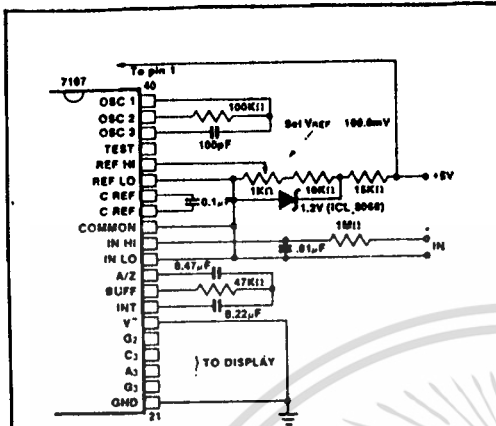 To pin 1
7107
40
OSC 1
OSC 2
100KΩ
OSC 3
100pF
Set VREF 100.0mV
TEST
REF HI
REF LO
1KΩ
10KΩ
15KΩ
+5V
C REF
0.1µF
1.2V (ICL 8068)
C REF
COMMON
1MΩ
IN HI
.01µF
IN
IN LO
0.47µF
A/Z
BUFF
47KΩ
INT
0.22µF
V-
G2
C3
TO DISPLAY
A3
G3
GND
21